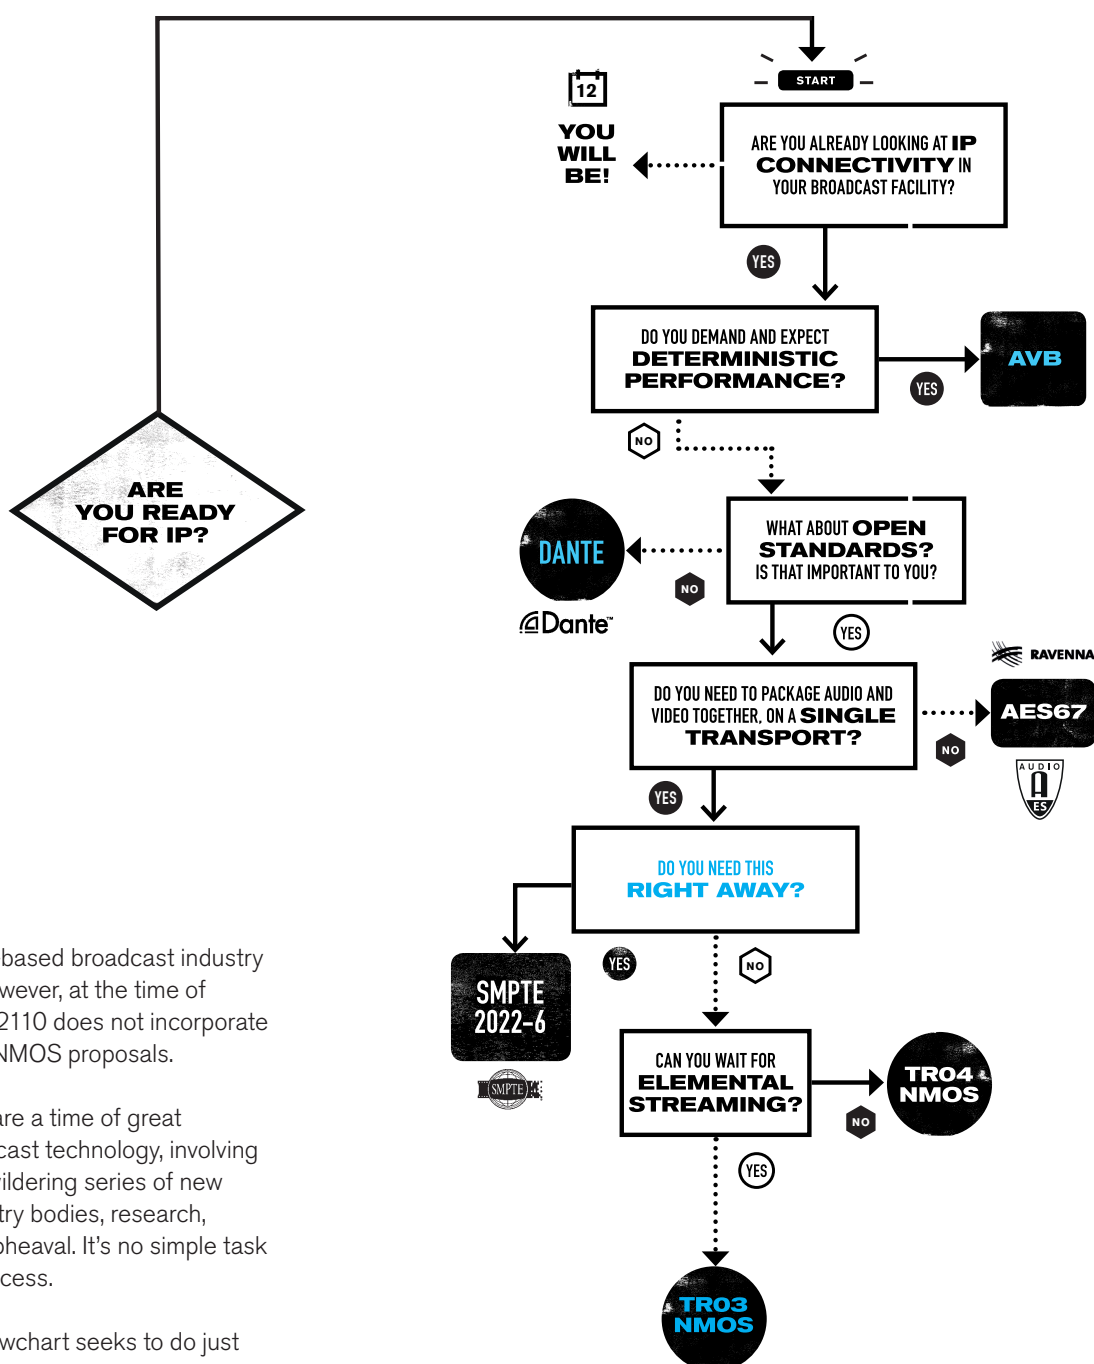 START
12
YOU
WILL
BE!
ARE YOU ALREADY LOOKING AT IP
CONNECTIVITY IN
YOUR BROADCAST FACILITY?
YES
DO YOU DEMAND AND EXPECT
DETERMINISTIC
PERFORMANCE?
YES
AVB
NO
ARE
YOU READY
FOR IP?
WHAT ABOUT OPEN
STANDARDS?
IS THAT IMPORTANT TO YOU?
NO
DANTE
Dante™
YES
DO YOU NEED TO PACKAGE AUDIO AND
VIDEO TOGETHER, ON A SINGLE
TRANSPORT?
NO
RAVENNA
AES67
AUDIO
A
ES
YES
DO YOU NEED THIS
RIGHT AWAY?
YES
SMPTE
2022-6
SMPTE
NO
CAN YOU WAIT FOR
ELEMENTAL
STREAMING?
NO
TR04
NMOS
YES
TR03
NMOS
-based broadcast industry
wever, at the time of
2110 does not incorporate
NMOS proposals.
are a time of great
cast technology, involving
wildering series of new
try bodies, research,
pheaval. It's no simple task
cess.
wchart seeks to do just